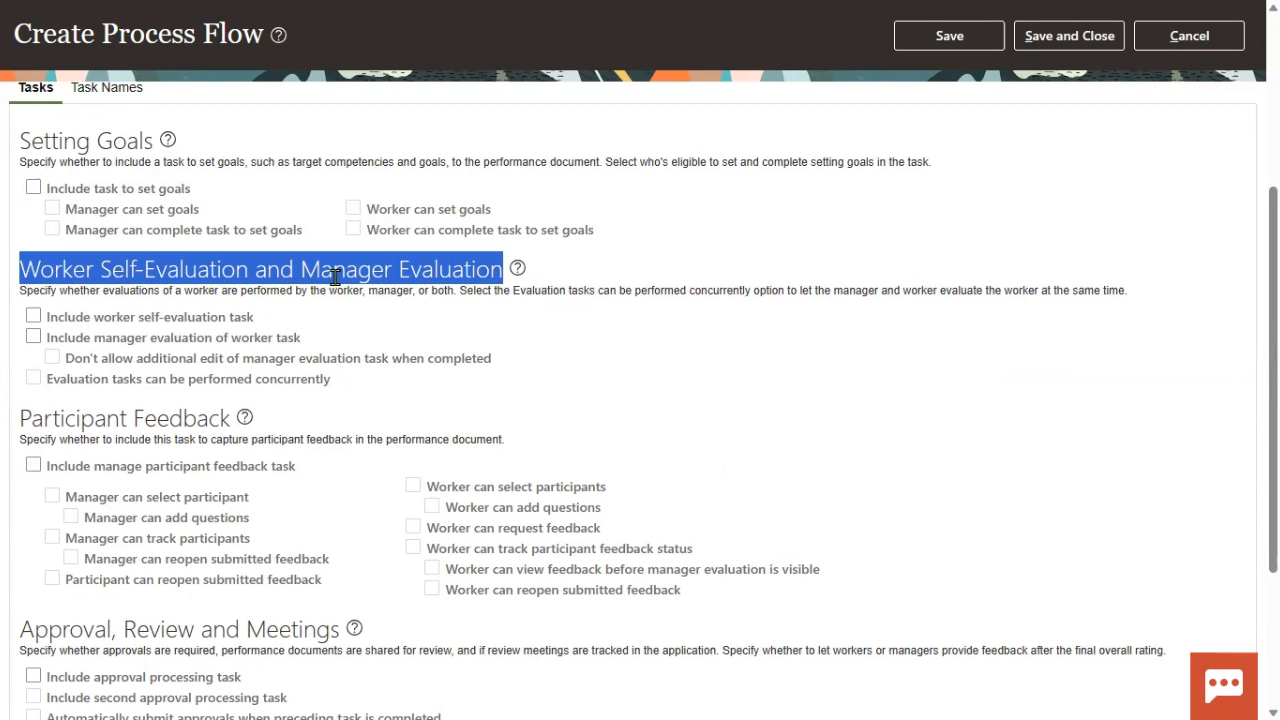 Create Process Flow
Save
Save and Close
Cancel
Tasks
Task Names
Setting Goals
Specify whether to include a task to set goals, such as target competencies and goals, to the performance document. Select who's eligible to set and complete setting goals in the task.
Include task to set goals
Manager can set goals
Worker can set goals
Manager can complete task to set goals
Worker can complete task to set goals
Worker Self-Evaluation and Manager Evaluation
Specify whether evaluations of a worker are performed by the worker, manager, or both. Select the Evaluation tasks can be performed concurrently option to let the manager and worker evaluate the worker at the same time.
Include worker self-evaluation task
Include manager evaluation of worker task
Don't allow additional edit of manager evaluation task when completed
Evaluation tasks can be performed concurrently
Participant Feedback
Specify whether to include this task to capture participant feedback in the performance document.
Include manage participant feedback task
Manager can select participant
Manager can add questions
Manager can track participants
Manager can reopen submitted feedback
Participant can reopen submitted feedback
Worker can select participants
Worker can add questions
Worker can request feedback
Worker can track participant feedback status
Worker can view feedback before manager evaluation is visible
Worker can reopen submitted feedback
Approval, Review and Meetings
Specify whether approvals are required, performance documents are shared for review, and if review meetings are tracked in the application. Specify whether to let workers or managers provide feedback after the final overall rating.
Include approval processing task
Include second approval processing task
Automatically submit approvals when preceding task is completed